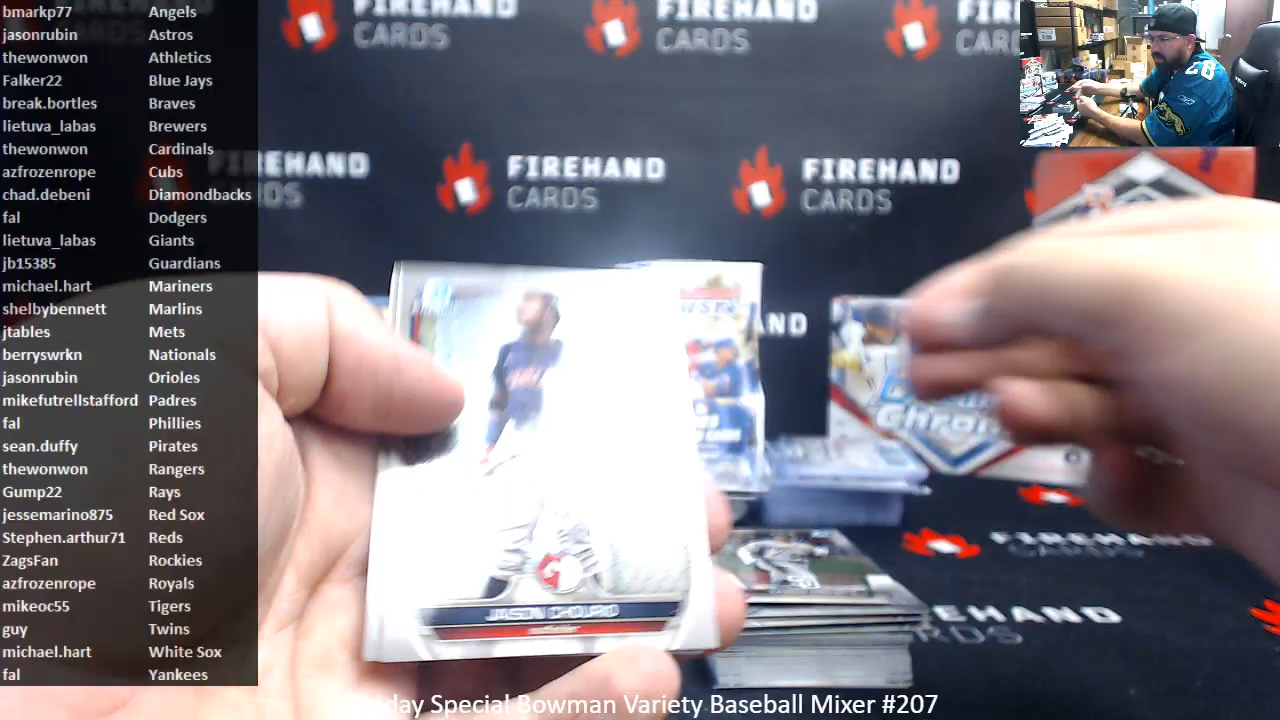 bmarkp77 Angels
jasonrubin Astros
thewonwon Athletics
Falker22 Blue Jays
break.bortles Braves
lietuva_labas Brewers
thewonwon Cardinals
azfrozenrope Cubs
chad.debeni Diamondbacks
fal Dodgers
lietuva_labas Giants
jb15385 Guardians
michael.hart Mariners
shelbybennett Marlins
jtables Mets
berryswrkn Nationals
jasonrubin Orioles
mikefutrellstafford Padres
fal Phillies
sean.duffy Pirates
thewonwon Rangers
Gump22 Rays
jessemarino875 Red Sox
Stephen.arthur71 Reds
ZagsFan Rockies
azfrozenrope Royals
mikeoc55 Tigers
guy Twins
michael.hart White Sox
fal Yankees
FIREHAND CARDS
FIREHAND CARDS
FIREHAND
CARDS
FIREHAND
CARDS
FIREHAND
CARDS
28
JASON CHOURIO
Chrom
day Special Bowman Variety Baseball Mixer #207